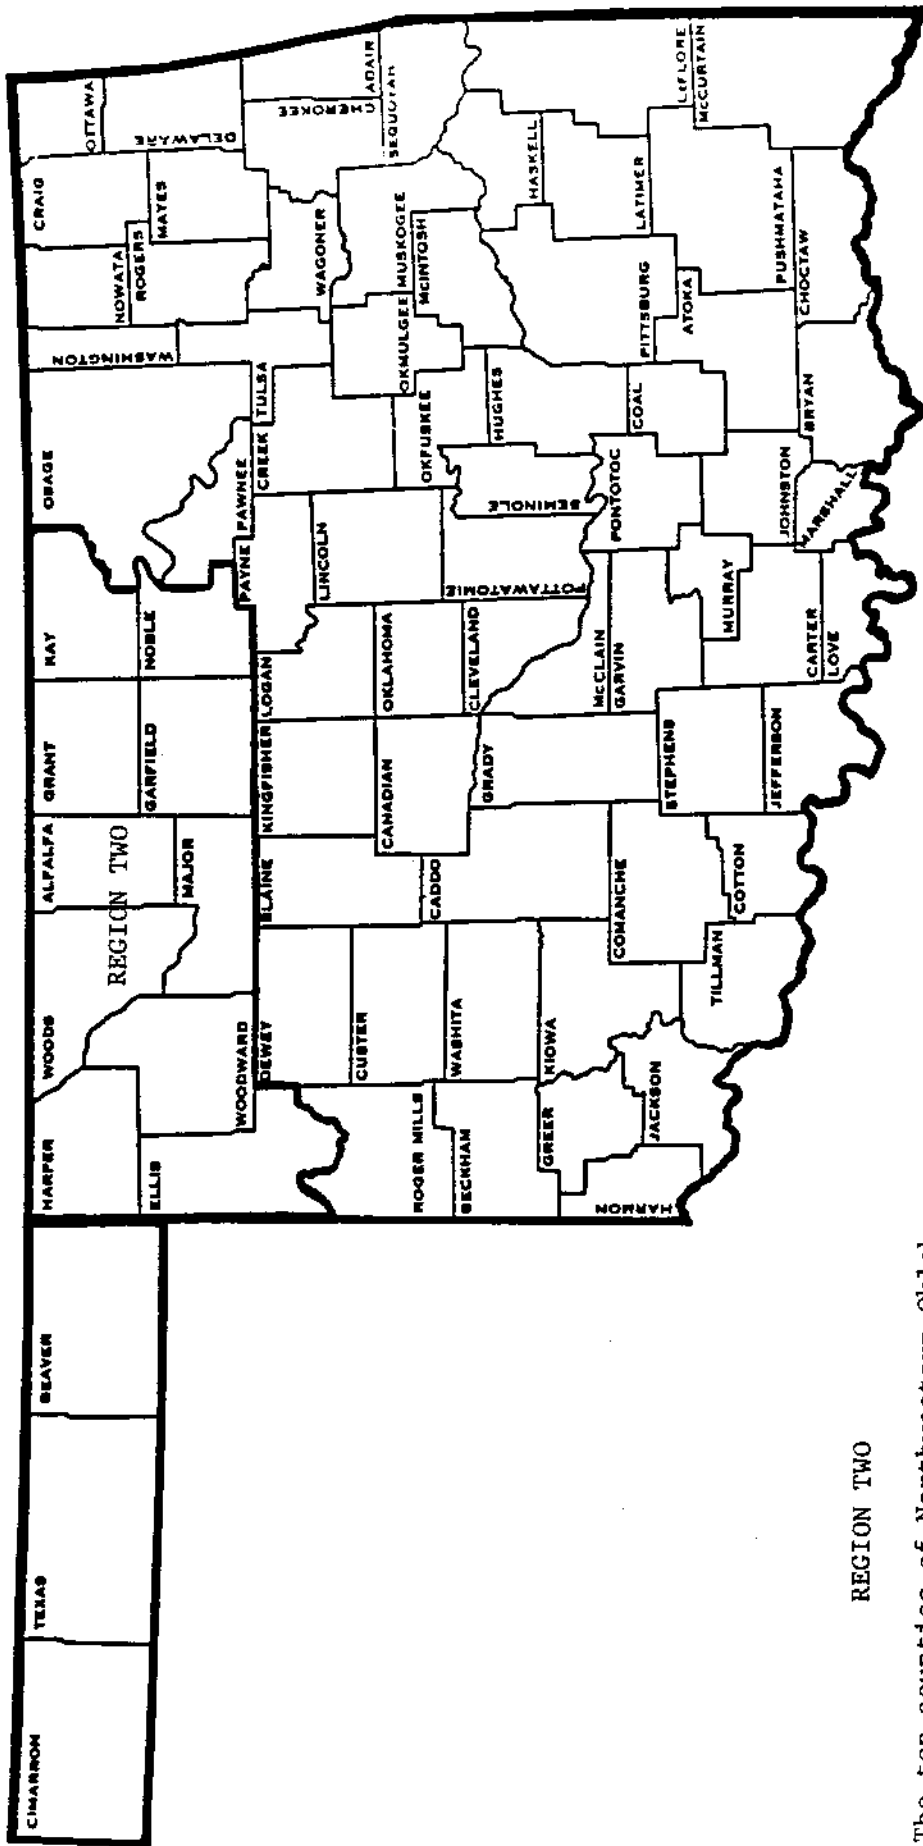 CIMARRON
TEXAS
BEAVER
HARPER
WOODS
ALFALFA
GRANT
KAY
OSAGE
WASHINGTON
NOWATA
CRAIG
OTTAWA
ELLIS
WOODWARD
REGION TWO
MAJOR
GARFIELD
NOBLE
PAWNEE
ROGERS
MAYES
DELAWARE
DEWEY
BLAINE
KINGFISHER
LOGAN
PAYNE
CREEK
TULSA
WAGONER
CHEROKEE
ADAIR
ROGER MILLS
CUSTER
CANADIAN
OKLAHOMA
LINCOLN
OKFUSKEE
OKMULGEE
MUSKOGEE
MCINTOSH
SEQUOYAH
BECKHAM
WASHITA
CADDO
GRADY
CLEVELAND
POTTAWATOMIE
SEMINOLE
HUGHES
HASKELL
GREER
KIOWA
COMANCHE
McCLAIN
GARVIN
PONTOTOC
COAL
PITTSBURG
LATIMER
LEFLORE
HARMON
JACKSON
TILLMAN
COTTON
STEPHENS
MURRAY
JOHNSTON
ATOKA
PUSHMATAHA
McCURTAIN
JEFFERSON
CARTER
LOVE
MARSHALL
BRYAN
CHOCTAW
REGION TWO
The ten counties of Northwestern